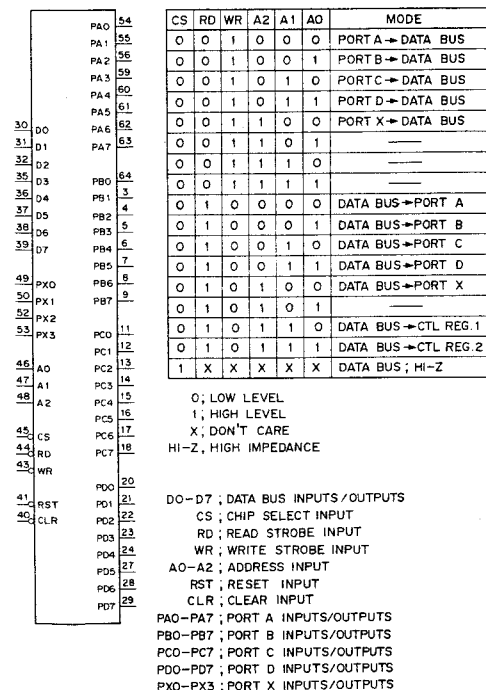 PA0 54
PA1 55
PA2 56
PA3 59
PA4 60
PA5 61
30 D0 PA6 62
31 D1 PA7 63
32 D2
35 D3 PB0 64
36 D4 PB1 3
37 D5 PB2 4
38 D6 PB3 5
39 D7 PB4 6
PB5 7
49 PX0 PB6 8
50 PX1 PB7 9
52 PX2
53 PX3 PC0 11
PC1 12
46 A0 PC2 13
47 A1 PC3 14
48 A2 PC4 15
PC5 16
45 CS PC6 17
44 RD PC7 18
43 WR
PD0 20
41 RST PD1 21
40 CLR PD2 22
PD3 23
PD4 24
PD5 27
PD6 28
PD7 29
CS RD WR A2 A1 A0 MODE
0 0 1 0 0 0 PORT A → DATA BUS
0 0 1 0 0 1 PORT B → DATA BUS
0 0 1 0 1 0 PORT C → DATA BUS
0 0 1 0 1 1 PORT D → DATA BUS
0 0 1 1 0 0 PORT X → DATA BUS
0 0 1 1 0 1 —
0 0 1 1 1 0 —
0 0 1 1 1 1 —
0 1 0 0 0 0 DATA BUS → PORT A
0 1 0 0 0 1 DATA BUS → PORT B
0 1 0 0 1 0 DATA BUS → PORT C
0 1 0 0 1 1 DATA BUS → PORT D
0 1 0 1 0 0 DATA BUS → PORT X
0 1 0 1 0 1 —
0 1 0 1 1 0 DATA BUS → CTL REG.1
0 1 0 1 1 1 DATA BUS → CTL REG.2
1 X X X X X DATA BUS ; HI-Z
0 ; LOW LEVEL
1 ; HIGH LEVEL
X ; DON'T CARE
HI-Z , HIGH IMPEDANCE
D0-D7 ; DATA BUS INPUTS/OUTPUTS
CS ; CHIP SELECT INPUT
RD ; READ STROBE INPUT
WR ; WRITE STROBE INPUT
A0-A2 ; ADDRESS INPUT
RST ; RESET INPUT
CLR ; CLEAR INPUT
PA0-PA7 ; PORT A INPUTS/OUTPUTS
PB0-PB7 ; PORT B INPUTS/OUTPUTS
PC0-PC7 ; PORT C INPUTS/OUTPUTS
PD0-PD7 ; PORT D INPUTS/OUTPUTS
PX0-PX3 ; PORT X INPUTS/OUTPUTS